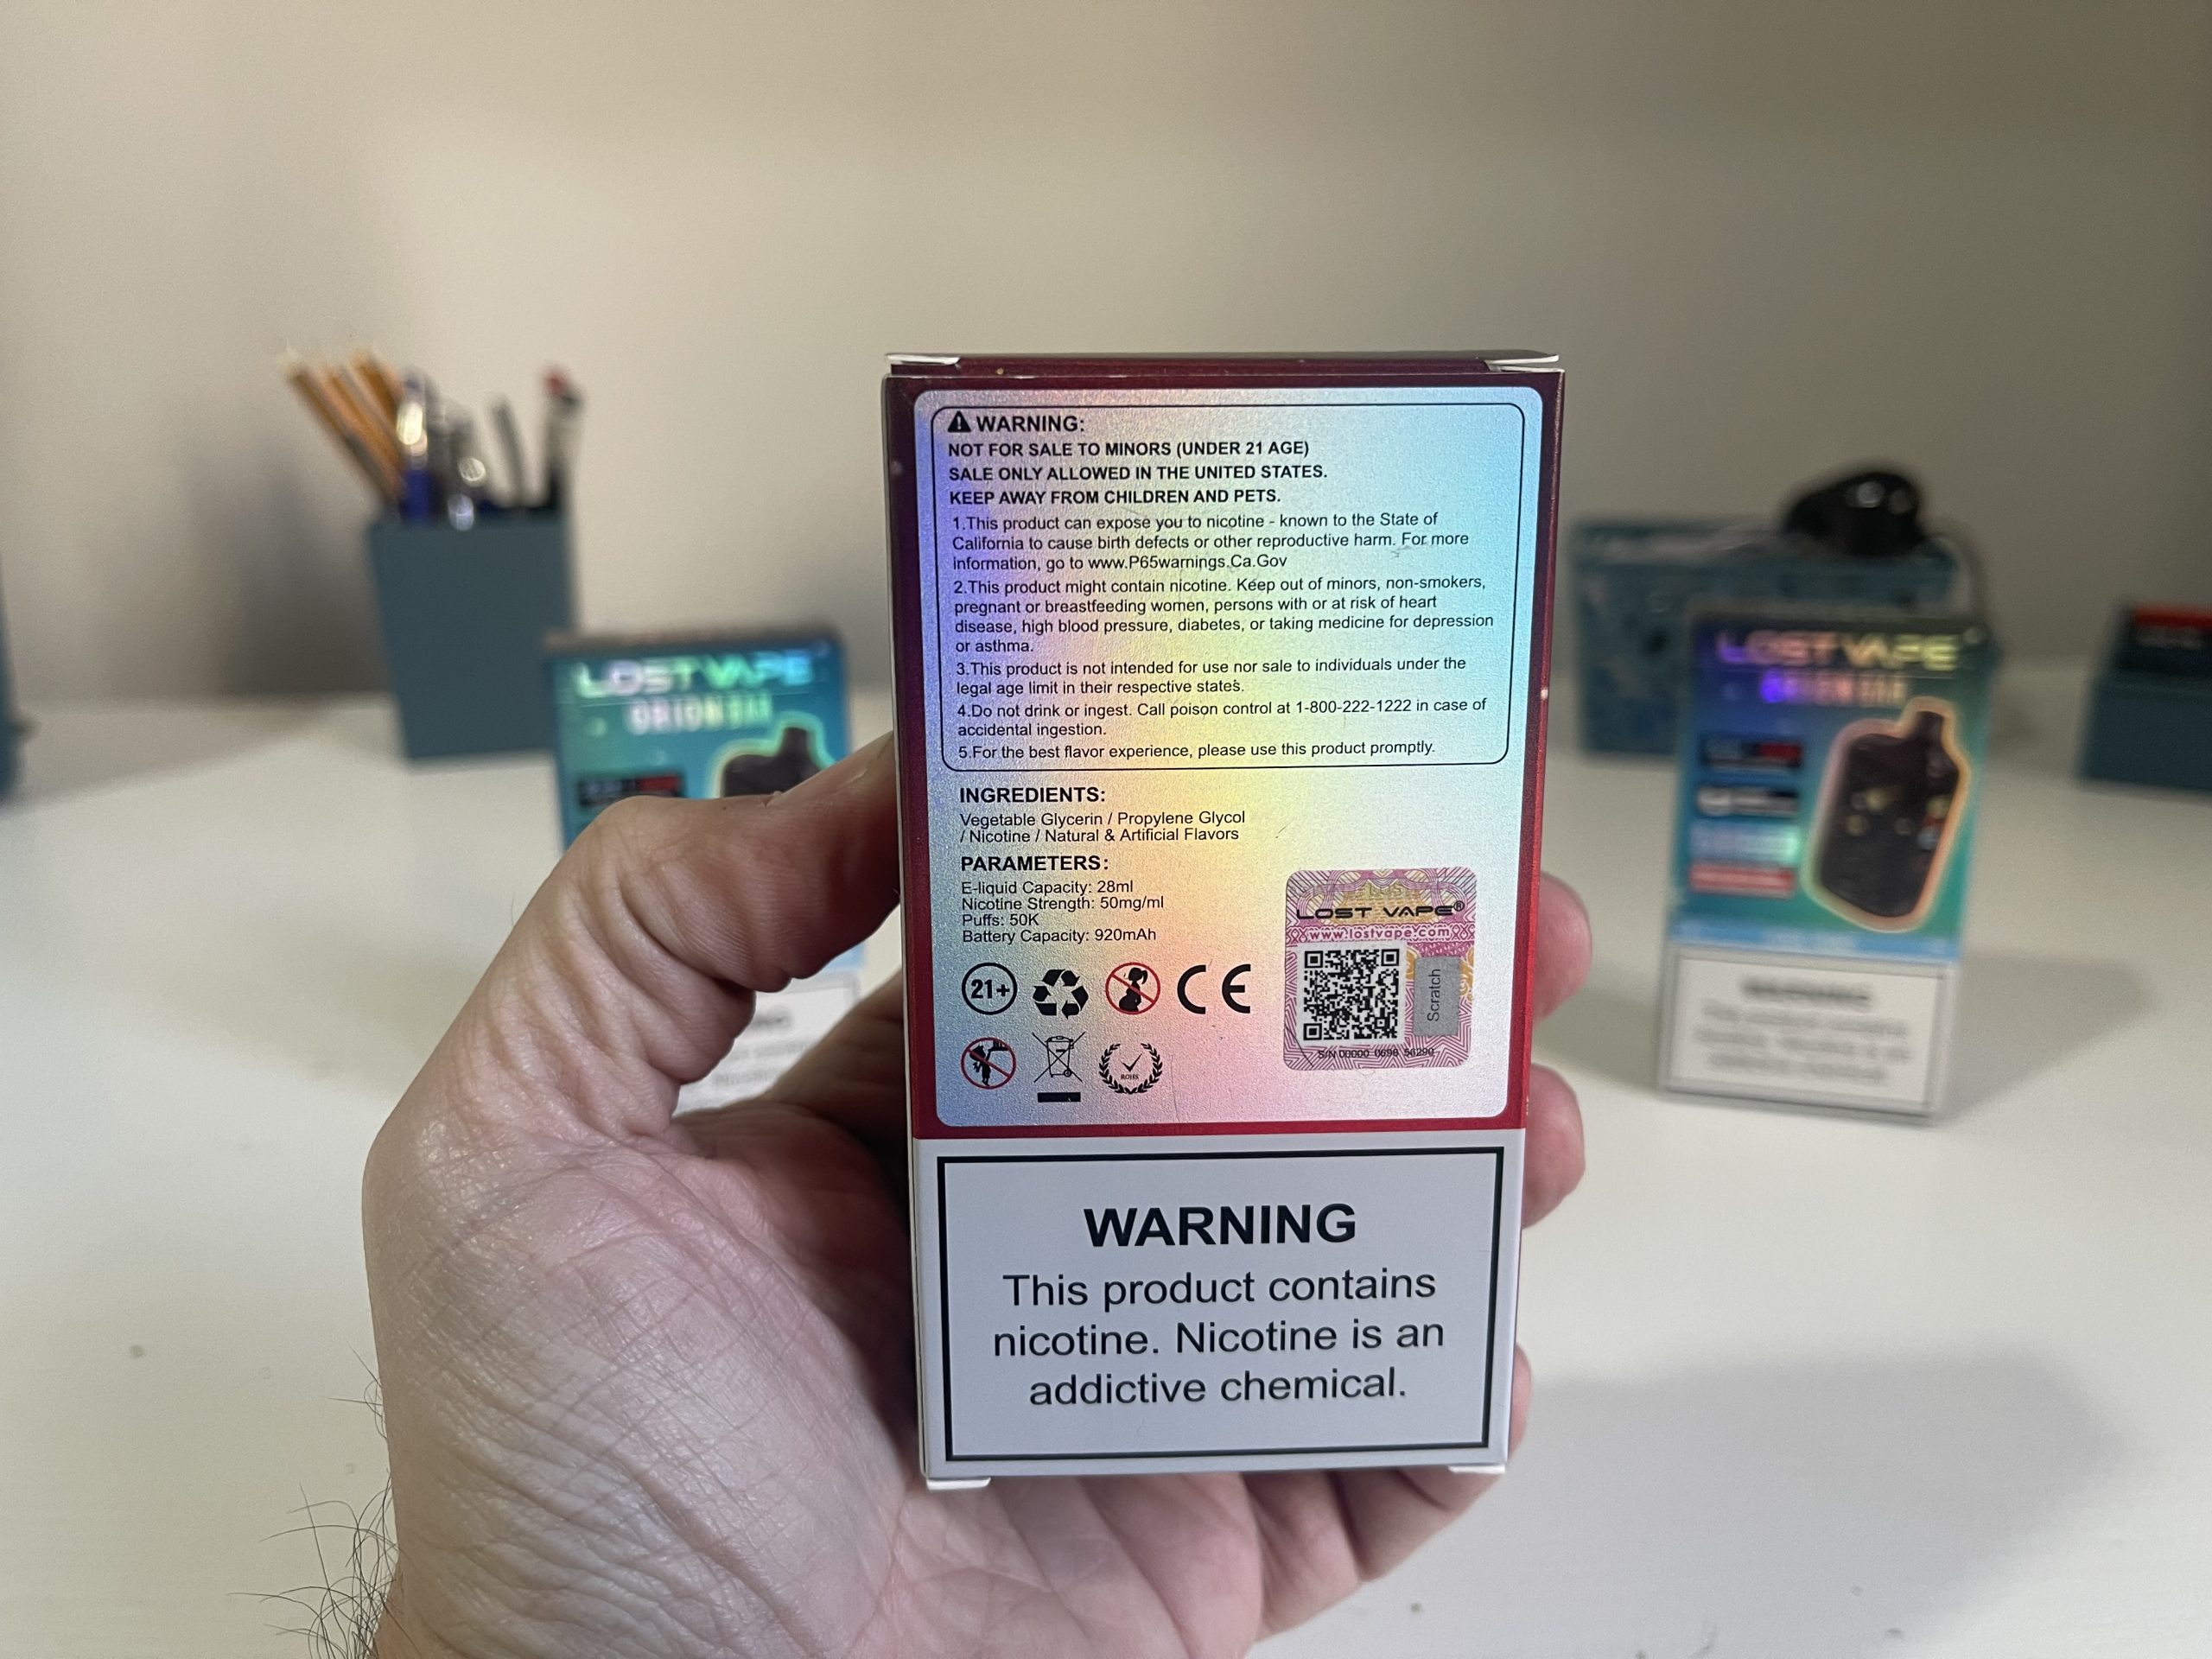 WARNING:
NOT FOR SALE TO MINORS (UNDER 21 AGE)
SALE ONLY ALLOWED IN THE UNITED STATES.
KEEP AWAY FROM CHILDREN AND PETS.
1.This product can expose you to nicotine - known to the State of
California to cause birth defects or other reproductive harm. For more
information, go to www.P65warnings.Ca.Gov
2.This product might contain nicotine. Keep out of minors, non-smokers,
pregnant or breastfeeding women, persons with or at risk of heart
disease, high blood pressure, diabetes, or taking medicine for depression
or asthma.
3.This product is not intended for use nor sale to individuals under the
legal age limit in their respective states.
4.Do not drink or ingest. Call poison control at 1-800-222-1222 in case of
accidental ingestion.
5.For the best flavor experience, please use this product promptly.
INGREDIENTS:
Vegetable Glycerin / Propylene Glycol
/ Nicotine / Natural & Artificial Flavors
PARAMETERS:
E-liquid Capacity: 28ml
Nicotine Strength: 50mg/ml
Puffs: 50K
Battery Capacity: 920mAh
21+
CE
ROHS
LOST VAPE®
www.lostvape.com
Scratch
S/N 00000 0698 56290
WARNING
This product contains
nicotine. Nicotine is an
addictive chemical.
LOST VAPE
ORION BAR
LOST VAPE
ORION BAR
WARNING